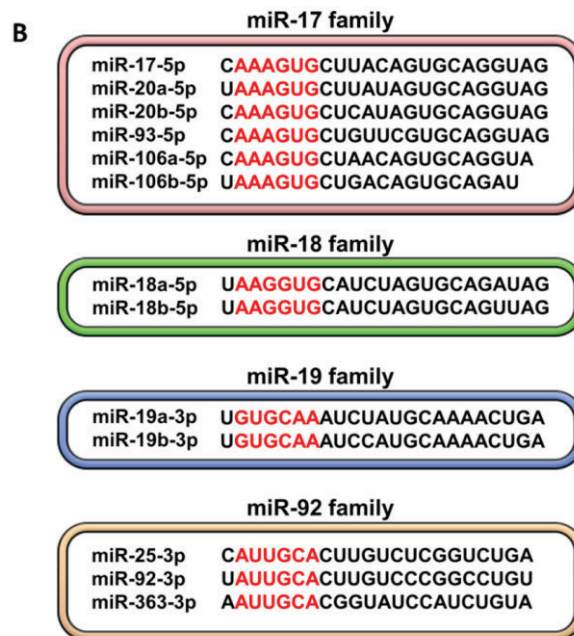 B
miR-17 family
miR-17-5p CAAAGUGCUUACAGUGCAGGUAG
miR-20a-5p UAAAGUGCUUAUAGUGCAGGUAG
miR-20b-5p CAAAGUGCUCAUAGUGCAGGUAG
miR-93-5p CAAAGUGCUGUUCGUGCAGGUAG
miR-106a-5p CAAAGUGCUAACAGUGCAGGUA
miR-106b-5p UAAAGUGCUGACAGUGCAGAU
miR-18 family
miR-18a-5p UAAGGUGCAUCUAGUGCAGAUAG
miR-18b-5p UAAGGUGCAUCUAGUGCAGUUAG
miR-19 family
miR-19a-3p UGUGCAAAUCUAUGCAAAACUGA
miR-19b-3p UGUGCAAAUCCAUGCAAAACUGA
miR-92 family
miR-25-3p CAUUGCACUUGUCUCGGUCUGA
miR-92-3p UAUUGCACUUGUCCCGGCCUGU
miR-363-3p AAUUGCACGGUAUCCAUCUGUA